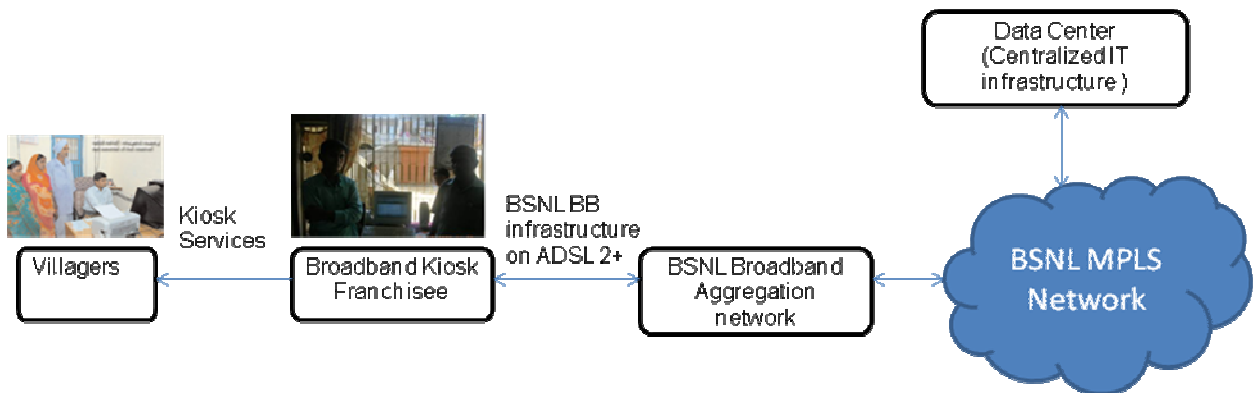 Data Center
(Centralized IT
infrastructure )
Kiosk
Services
BSNL BB
infrastructure
on ADSL 2+
Villagers
Broadband Kiosk
Franchisee
BSNL Broadband
Aggregation
network
BSNL MPLS
Network